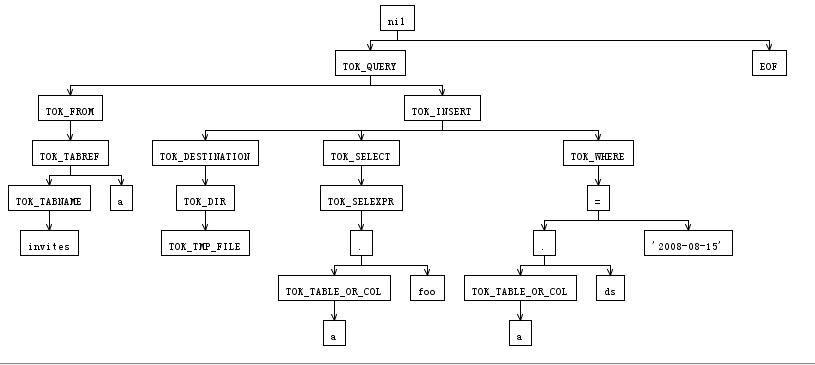 nil
TOK_QUERY EOF
TOK_FROM TOK_INSERT
TOK_TABREF TOK_DESTINATION TOK_SELECT TOK_WHERE
TOK_TABNAME a TOK_DIR TOK_SELEXPR =
invites TOK_TMP_FILE . . '2008-08-15'
TOK_TABLE_OR_COL foo TOK_TABLE_OR_COL ds
a a